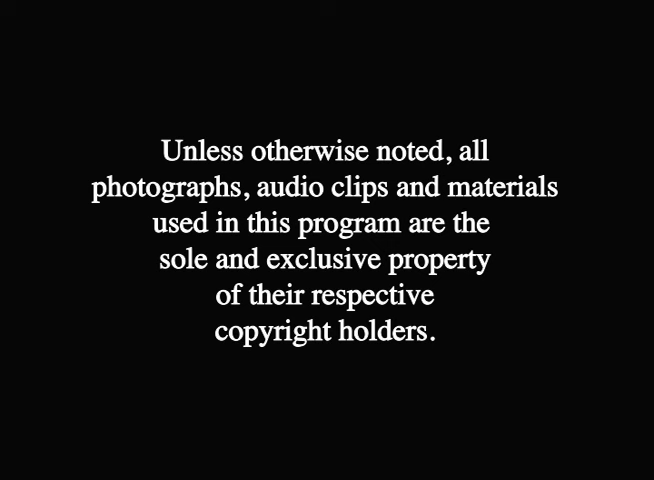 Unless otherwise noted, all
photographs, audio clips and materials
used in this program are the
sole and exclusive property
of their respective
copyright holders.